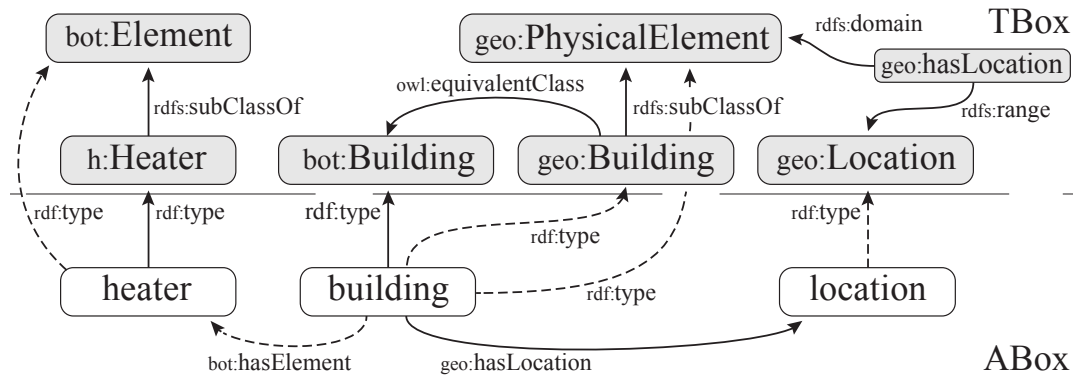 TBox
bot:Element
geo:PhysicalElement
rdfs:domain
geo:hasLocation
owl:equivalentClass
rdfs:subClassOf
rdfs:subClassOf
rdfs:range
h:Heater
bot:Building
geo:Building
geo:Location
rdf:type
rdf:type
rdf:type
rdf:type
rdf:type
rdf:type
heater
building
location
bot:hasElement
geo:hasLocation
ABox